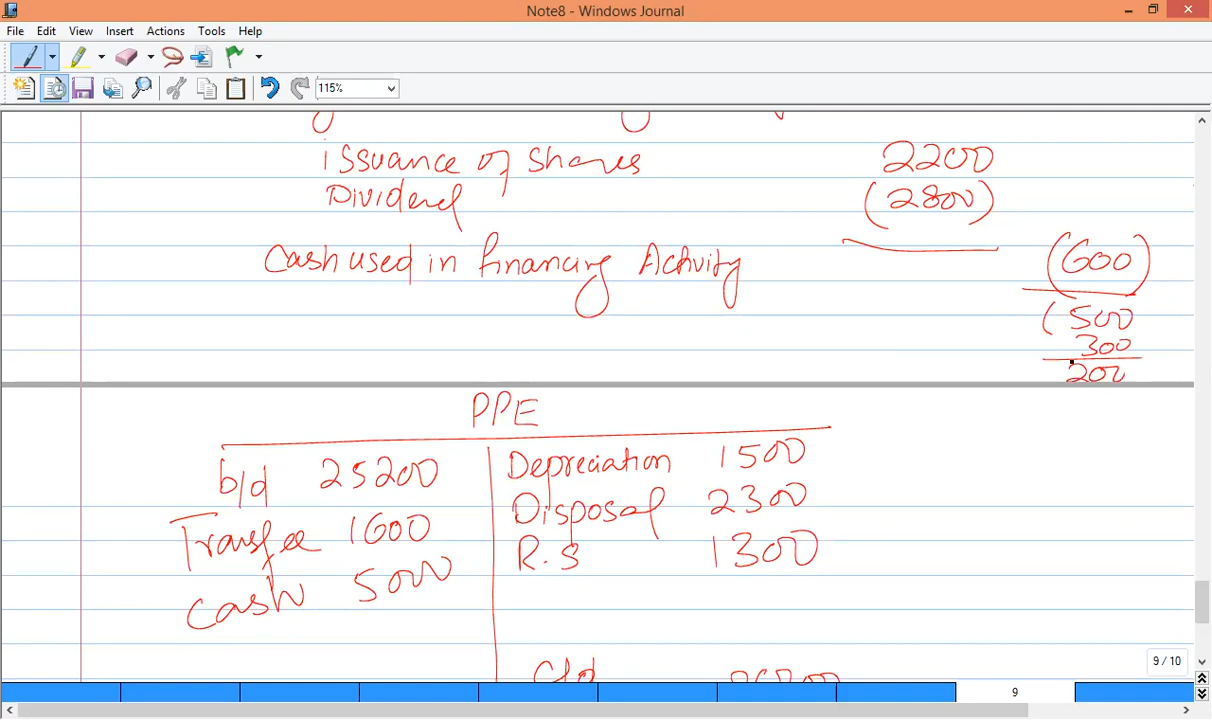 Note8 - Windows Journal
File Edit View Insert Actions Tools Help
115%
issuance of shares 2200
Dividend (2800)
Cash used in financing Activity (600)
(500
300
200
PPE
b/d 25200 Depreciation 1500
Transfer 1600 Disposal 2300
Cash 5000 R.S 1300
C/d
9 / 10
9